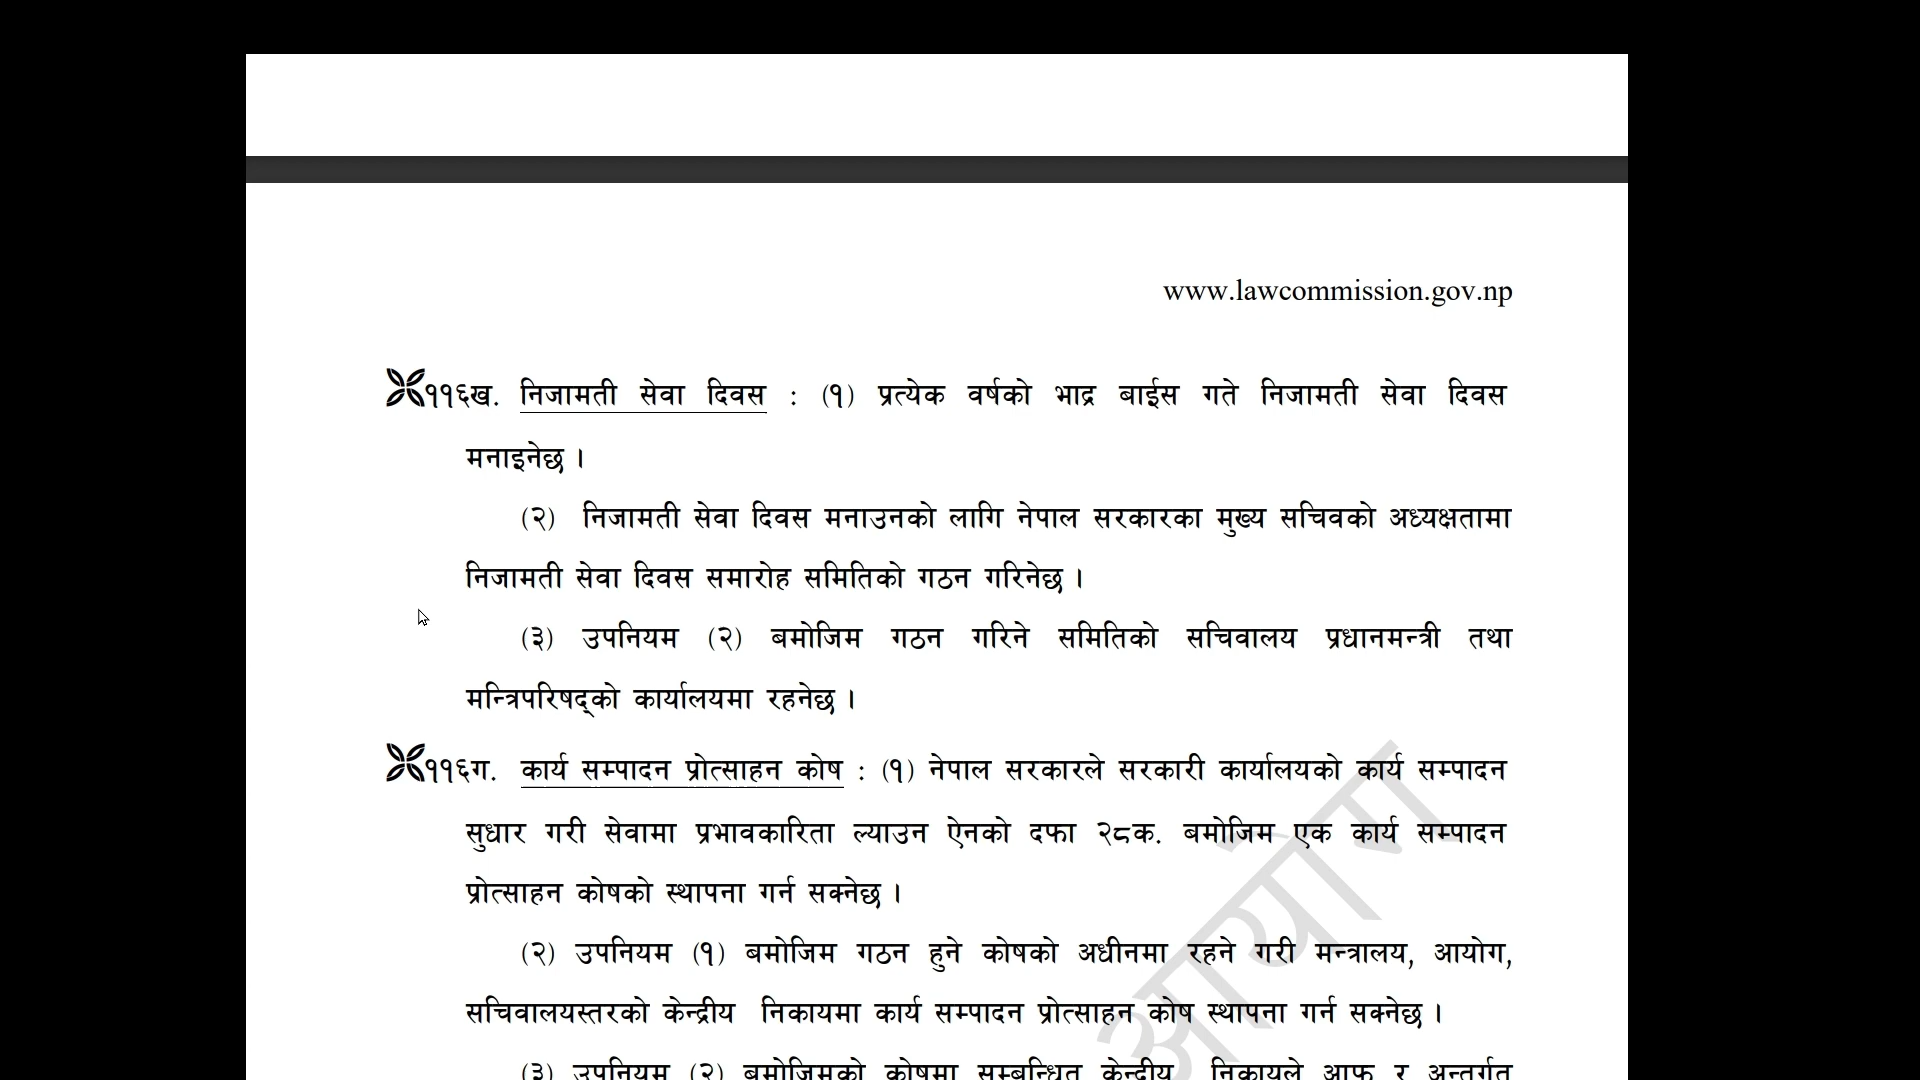 www.lawcommission.gov.np
११६ख. निजामती सेवा दिवस : (१) प्रत्येक वर्षको भाद्र बाईस गते निजामती सेवा दिवस
मनाइनेछ ।
(२) निजामती सेवा दिवस मनाउनको लागि नेपाल सरकारका मुख्य सचिवको अध्यक्षतामा
निजामती सेवा दिवस समारोह समितिको गठन गरिनेछ ।
(३) उपनियम (२) बमोजिम गठन गरिने समितिको सचिवालय प्रधानमन्त्री तथा
मन्त्रिपरिषद्को कार्यालयमा रहनेछ ।
११६ग. कार्य सम्पादन प्रोत्साहन कोष : (१) नेपाल सरकारले सरकारी कार्यालयको कार्य सम्पादन
सुधार गरी सेवामा प्रभावकारिता ल्याउन ऐनको दफा २८क. बमोजिम एक कार्य सम्पादन
प्रोत्साहन कोषको स्थापना गर्न सक्नेछ ।
(२) उपनियम (१) बमोजिम गठन हुने कोषको अधीनमा रहने गरी मन्त्रालय, आयोग,
सचिवालयस्तरको केन्द्रीय निकायमा कार्य सम्पादन प्रोत्साहन कोष स्थापना गर्न सक्नेछ ।
(३) उपनियम (२) बमोजिमको कोषमा सम्बन्धित केन्द्रीय निकायले आफू र अन्तर्गत
आयोग